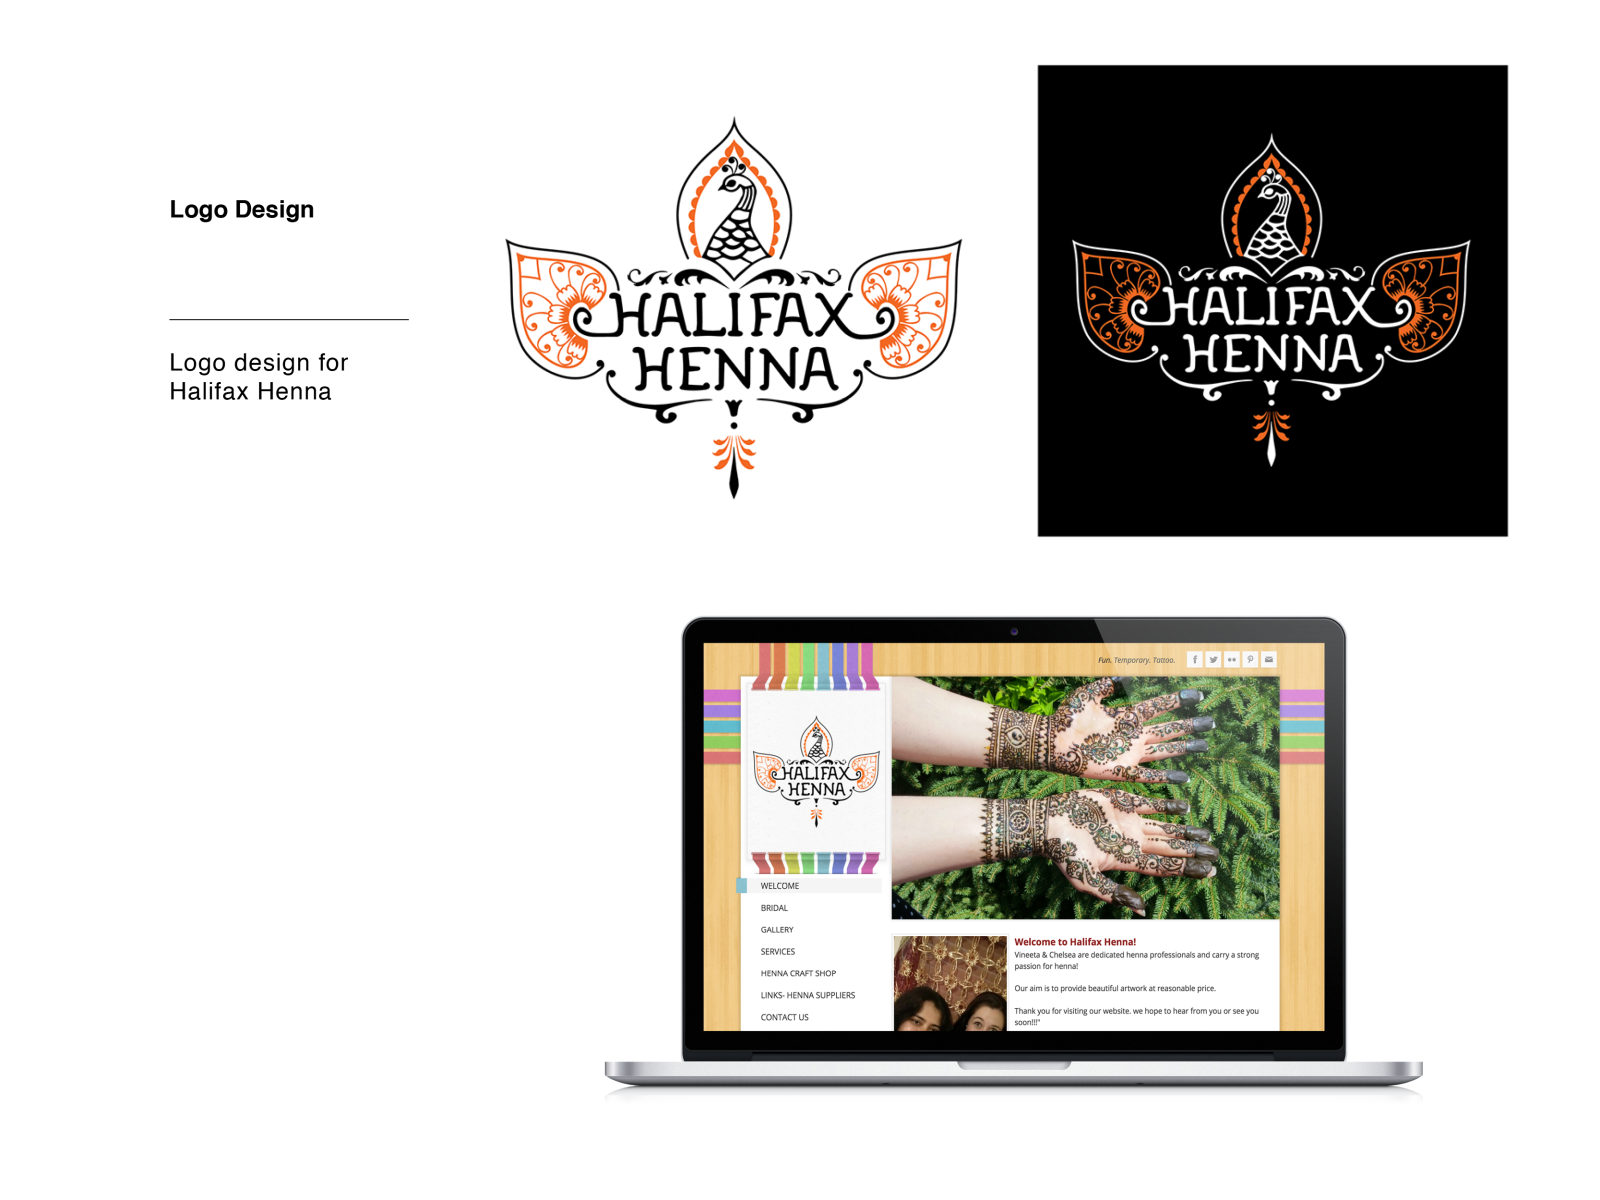 Logo Design
Logo design for
Halifax Henna
HALIFAX
HENNA
HALIFAX
HENNA
Fun. Temporary. Tattoo.
HALIFAX
HENNA
WELCOME
BRIDAL
GALLERY
SERVICES
HENNA CRAFT SHOP
LINKS- HENNA SUPPLIERS
CONTACT US
Welcome to Halifax Henna!
Vineeta & Chelsea are dedicated henna professionals and carry a strong
passion for henna!
Our aim is to provide beautiful artwork at reasonable price.
Thank you for visiting our website, we hope to hear from you or see you
soon!!!"